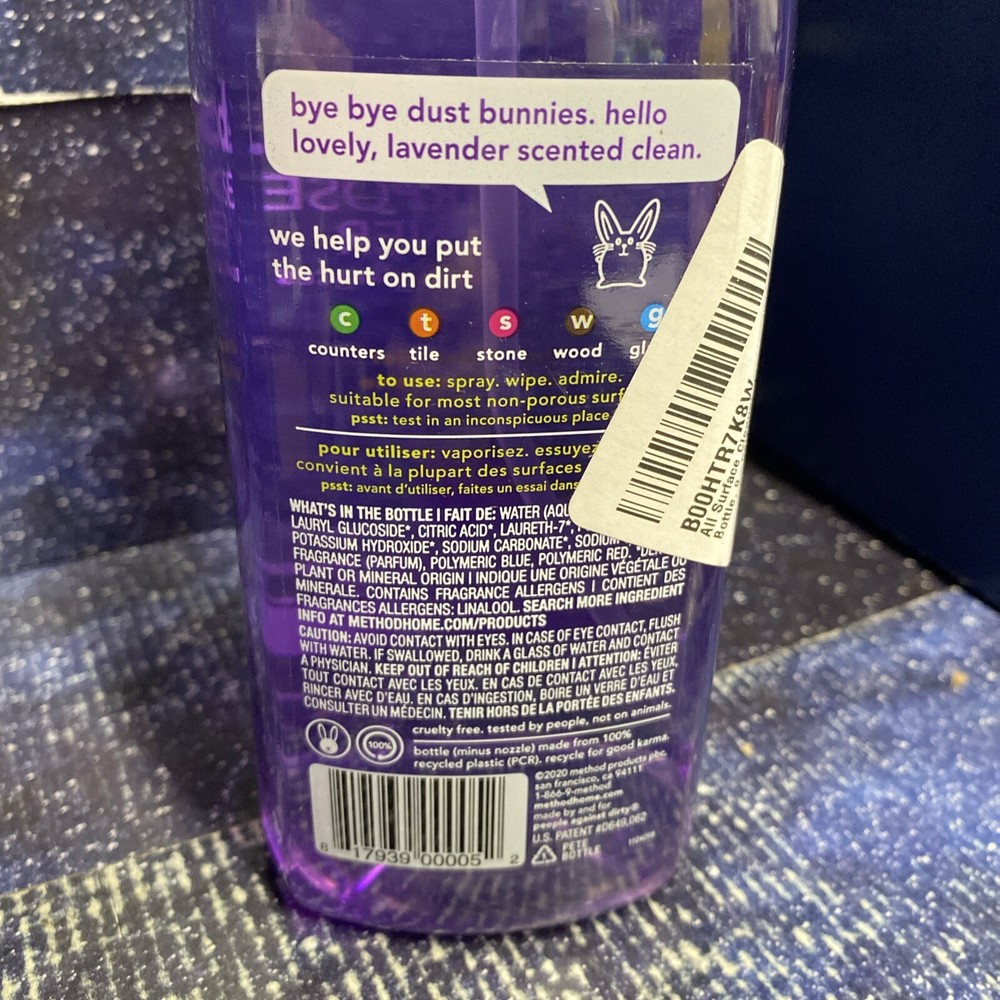 bye bye dust bunnies. hello
lovely, lavender scented clean.
we help you put
the hurt on dirt
c t s w g
counters tile stone wood
to use: spray. wipe. admire.
suitable for most non-porous
psst: test in an inconspicuous place
pour utiliser: vaporisez. essuyez
convient à la plupart des surfaces
psst: avant d'utiliser, faites un essai dans
WHAT'S IN THE BOTTLE | FAIT DE: WATER
LAURYL GLUCOSIDE*, CITRIC ACID*, LAURETH-7*,
POTASSIUM HYDROXIDE*, SODIUM CARBONATE*,
FRAGRANCE (PARFUM), POLYMERIC BLUE, POLYMERIC RED.
PLANT OR MINERAL ORIGIN | INDIQUE UNE ORIGINE VÉGÉTALE OU
MINERALE. CONTAINS FRAGRANCE ALLERGENS | CONTIENT DES
FRAGRANCES ALLERGENS: LINALOOL. SEARCH MORE INGREDIENT
INFO AT METHODHOME.COM/PRODUCTS
CAUTION: AVOID CONTACT WITH EYES. IN CASE OF EYE CONTACT, FLUSH
WITH WATER. IF SWALLOWED, DRINK A GLASS OF WATER AND CONTACT
A PHYSICIAN. KEEP OUT OF REACH OF CHILDREN | ATTENTION: ÉVITER
TOUT CONTACT AVEC LES YEUX. EN CAS DE CONTACT AVEC LES YEUX,
RINCER AVEC D'EAU. EN CAS D'INGESTION, BOIRE UN VERRE D'EAU ET
CONSULTER UN MÉDECIN. TENIR HORS DE LA PORTÉE DES ENFANTS.
cruelty free. tested by people, not on animals.
100%
bottle (minus nozzle) made from 100%
recycled plastic (PCR). recycle for good karma.
©2020 method products pbc.
san francisco, ca 94111
1-866-9-method
methodhome.com
made by and for
people against dirty®
U.S. PATENT #D649,062
1 PETE
BOTTLE
8 17939 00005 2
B00HTR7K8W
All Surface
Bottle